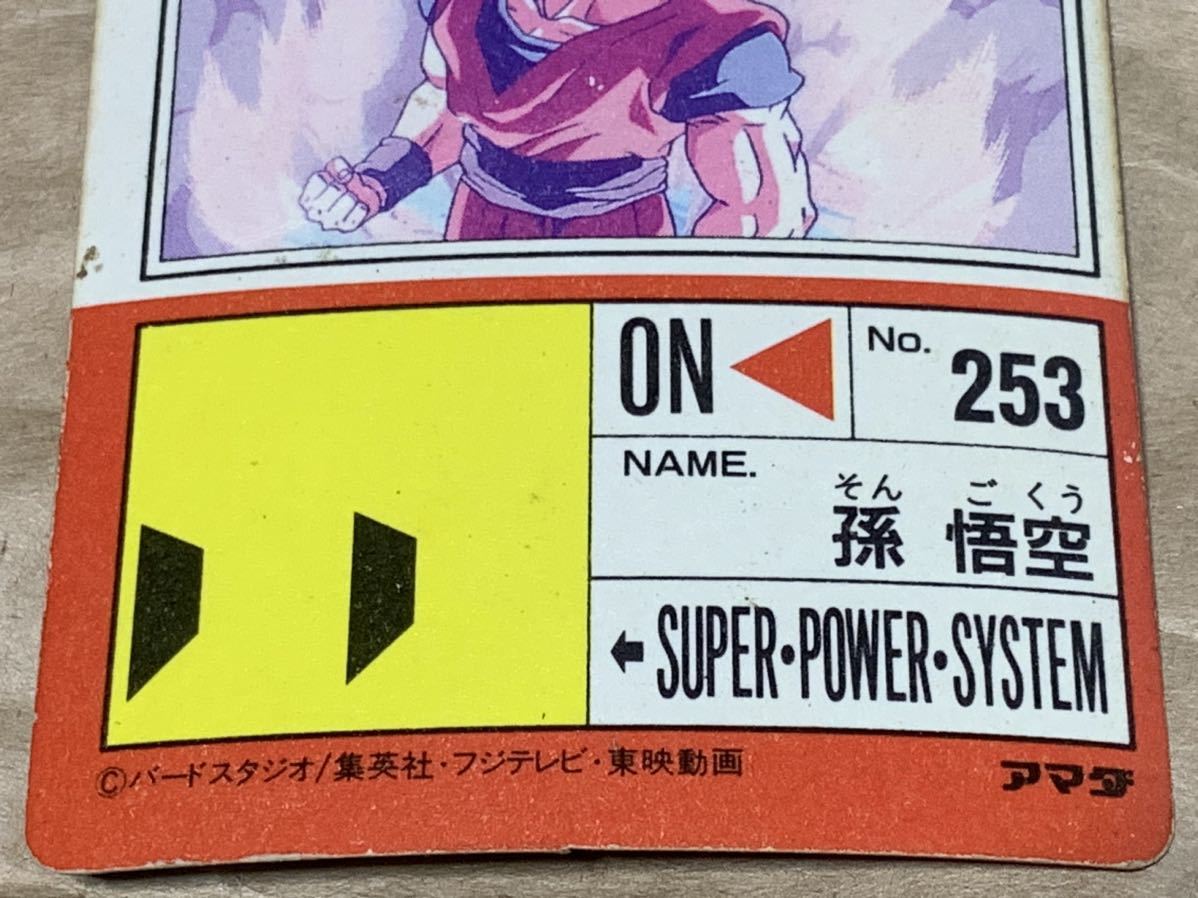 ON
No. 253
NAME.
そん ごくう
孫 悟空
←SUPER・POWER・SYSTEM
©バードスタジオ/集英社・フジテレビ・東映動画
アマダ